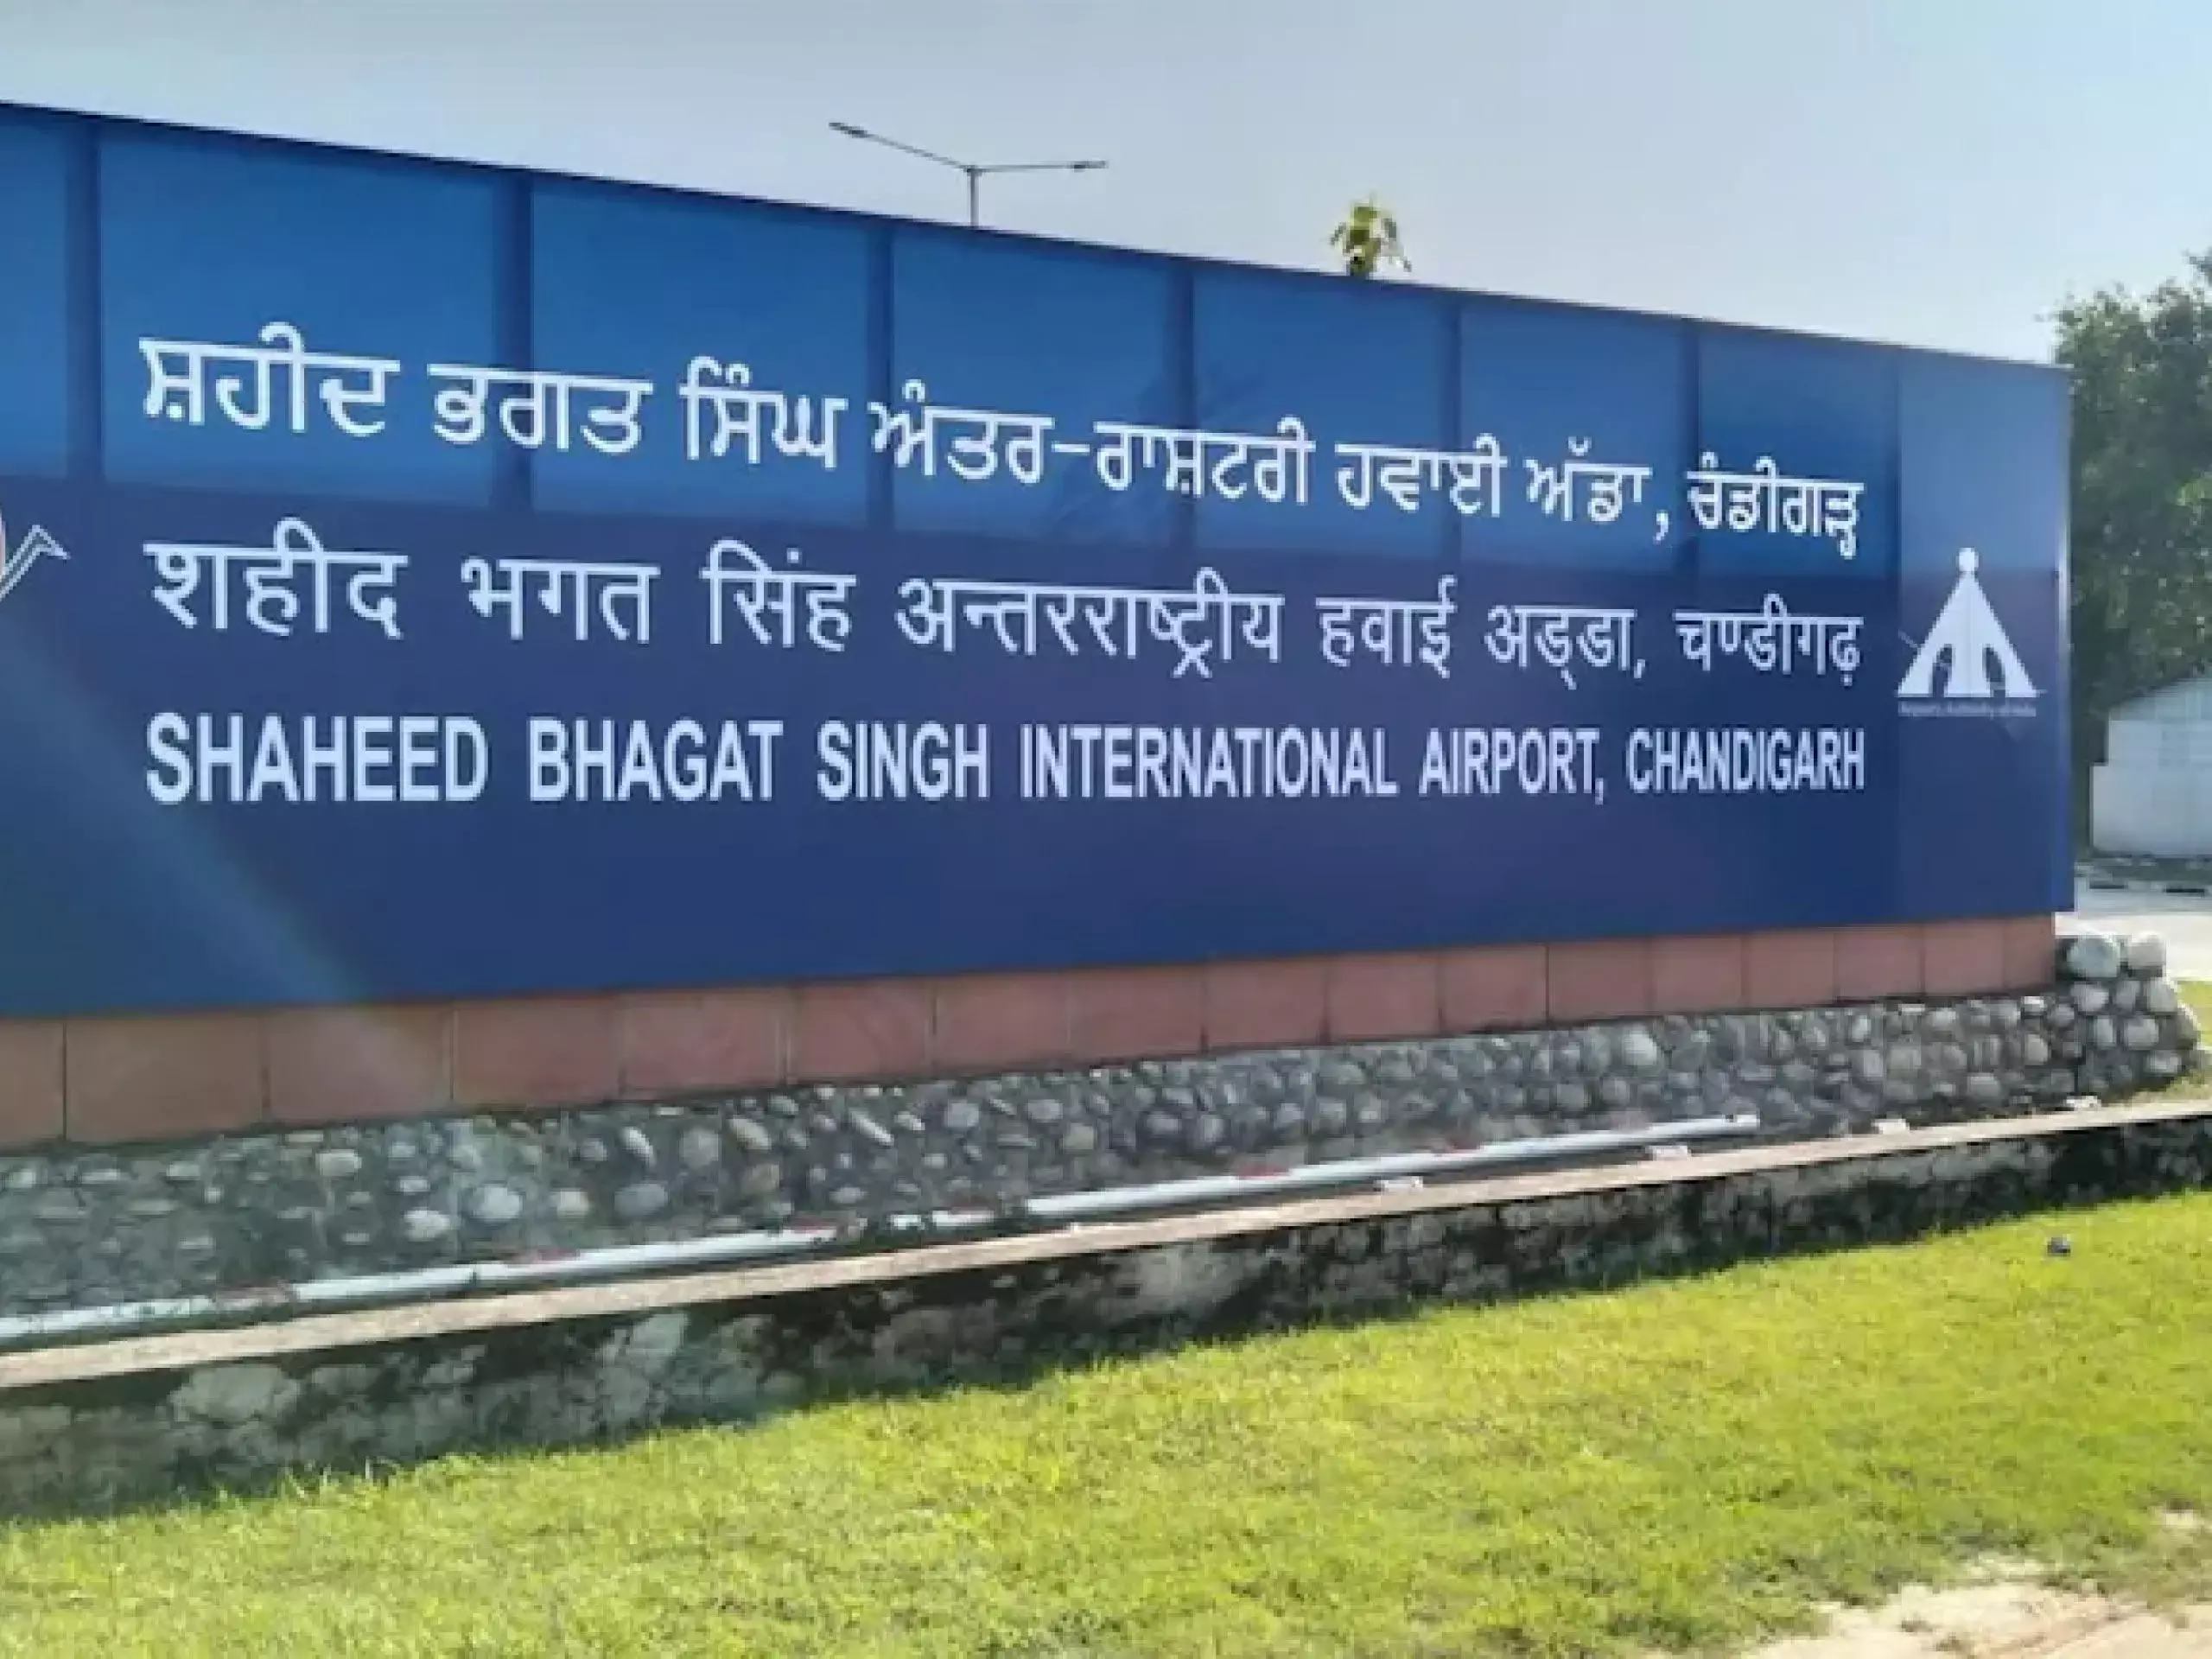 ਸ਼ਹੀਦ ਭਗਤ ਸਿੰਘ ਅੰਤਰ-ਰਾਸ਼ਟਰੀ ਹਵਾਈ ਅੱਡਾ, ਚੰਡੀਗੜ੍ਹ
शहीद भगत सिंह अन्तरराष्ट्रीय हवाई अड्डा, चण्डीगढ़
SHAHEED BHAGAT SINGH INTERNATIONAL AIRPORT, CHANDIGARH